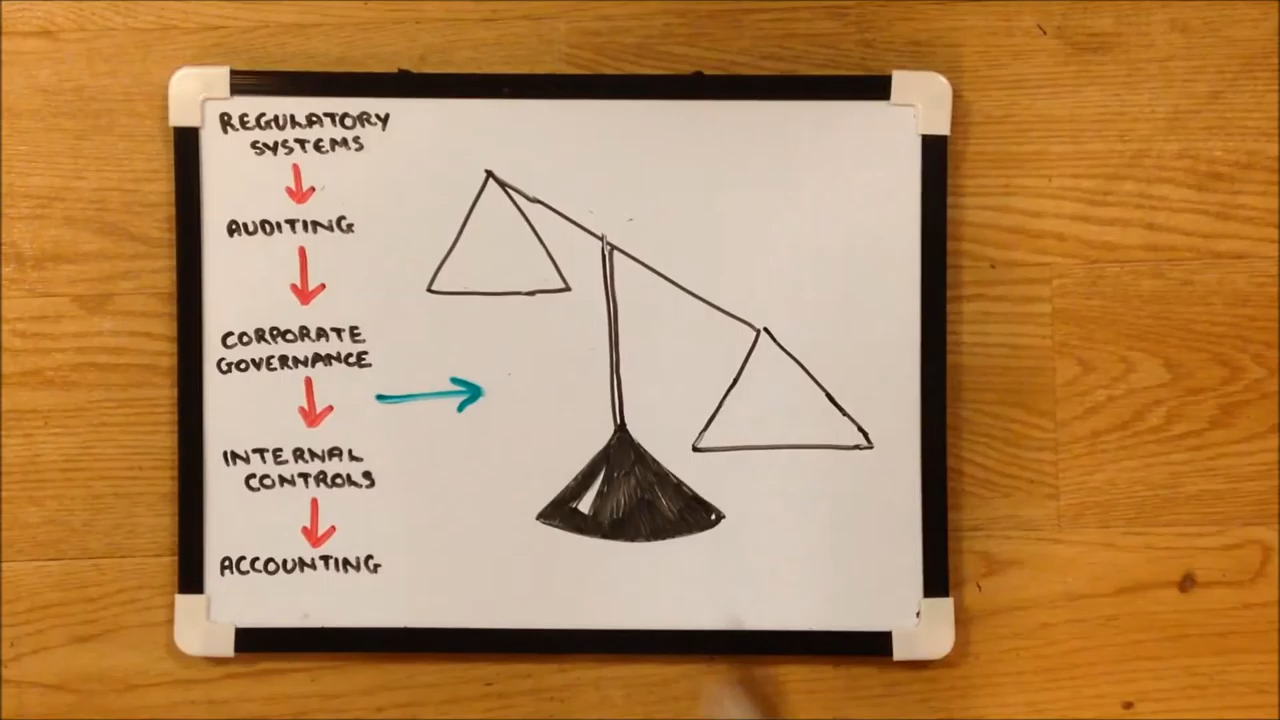 REGULATORY
SYSTEMS
AUDITING
CORPORATE
GOVERNANCE
INTERNAL
CONTROLS
ACCOUNTING